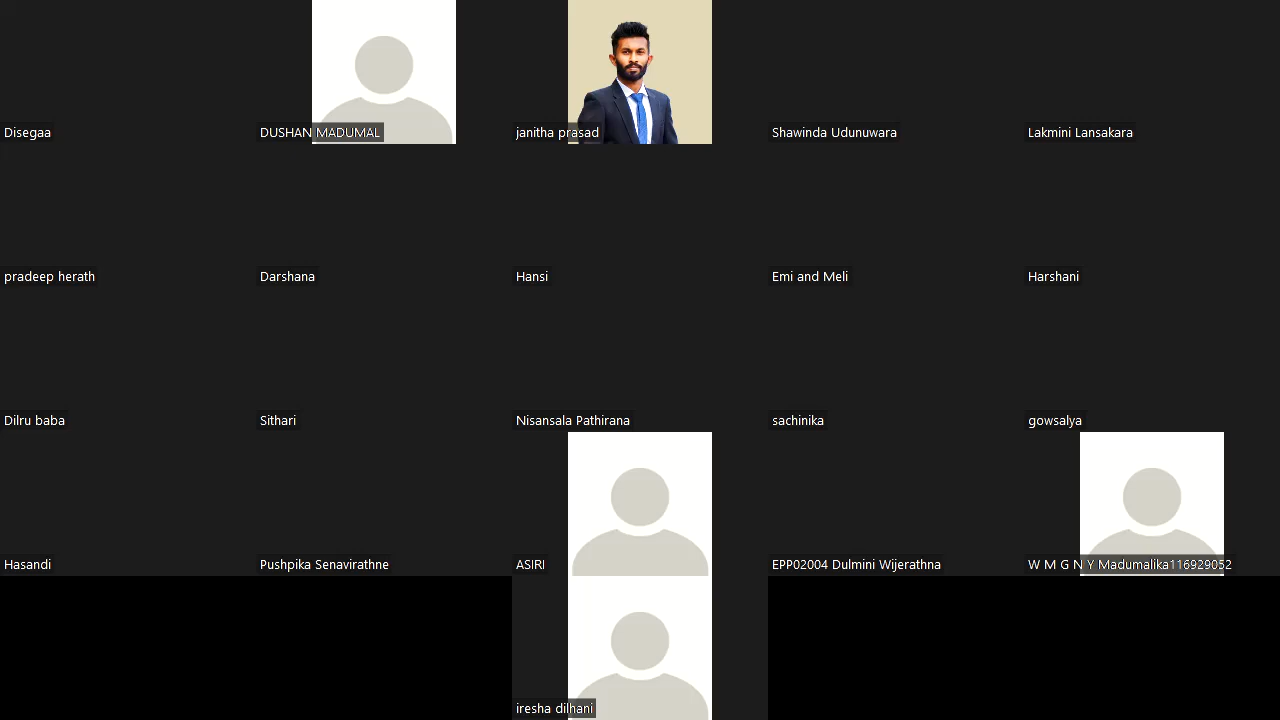 Disegaa
DUSHAN MADUMAL
janitha prasad
Shawinda Udunuwara
Lakmini Lansakara
pradeep herath
Darshana
Hansi
Emi and Meli
Harshani
Dilru baba
Sithari
Nisansala Pathirana
sachinika
gowsalya
Hasandi
Pushpika Senavirathne
ASIRI
EPP02004 Dulmini Wijerathna
W M G N Y Madumalika116929052
iresha dilhani